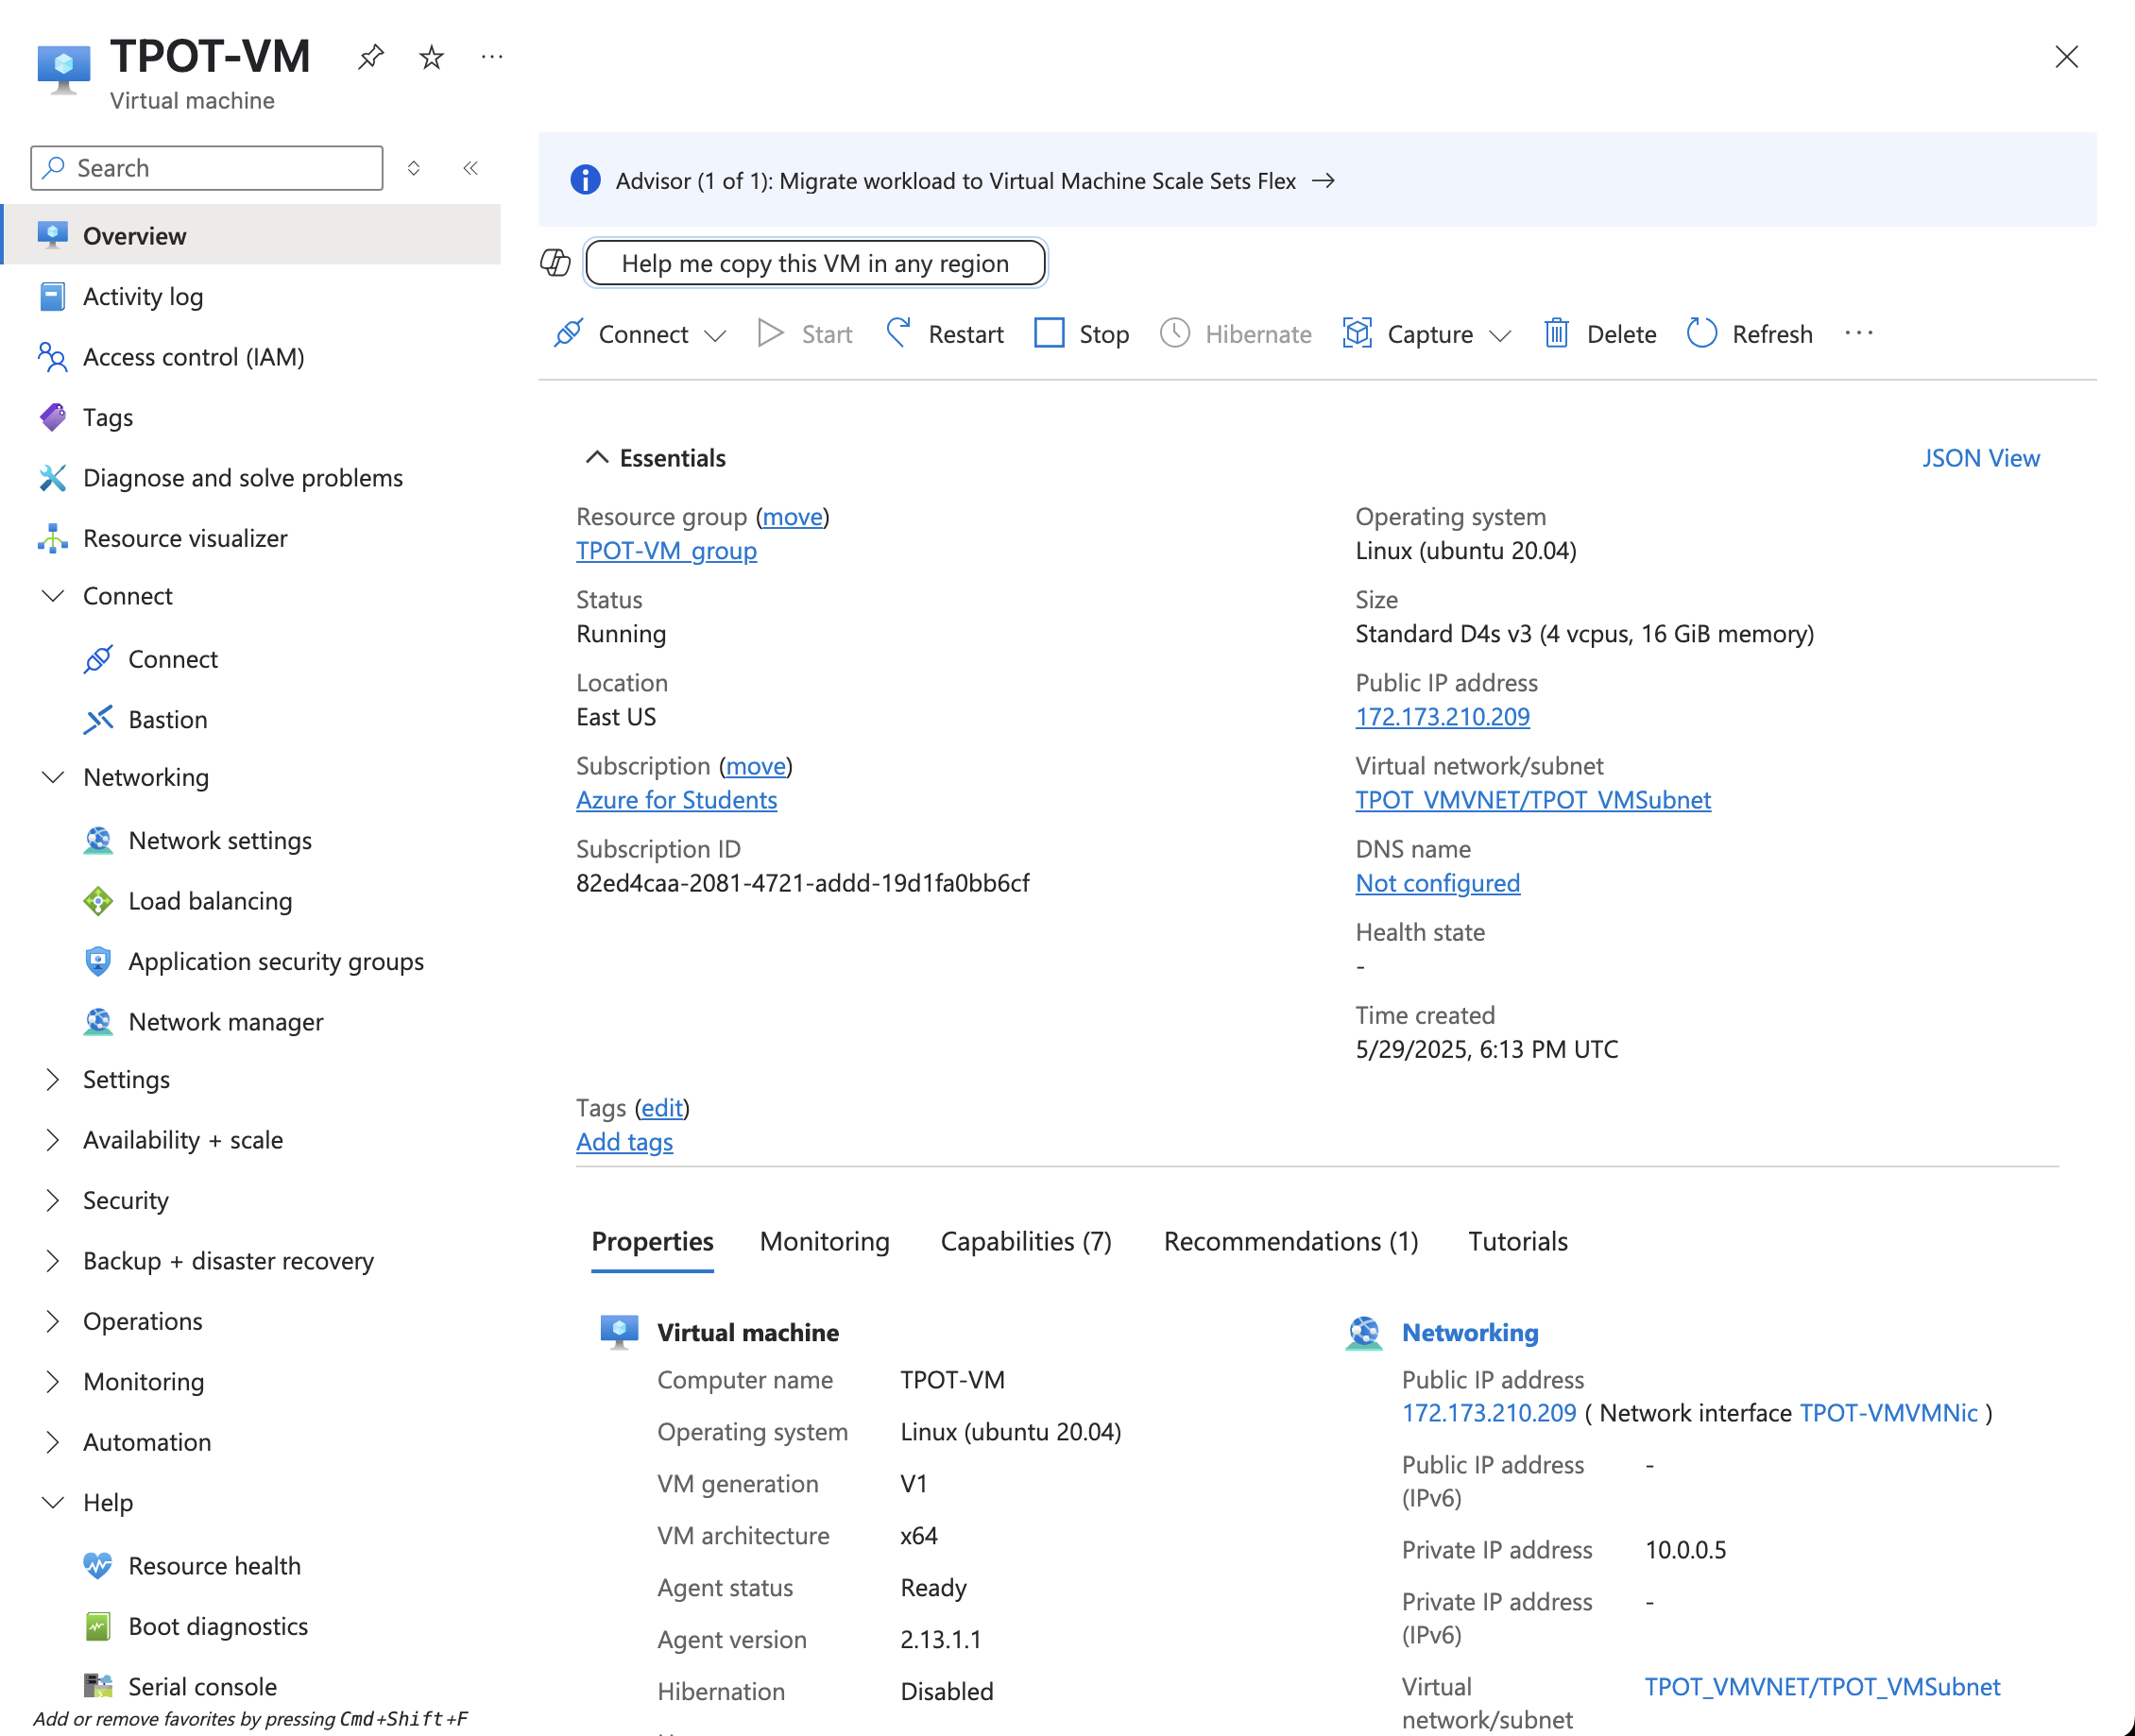 TPOT-VM
Virtual machine
Search
Overview
Activity log
Access control (IAM)
Tags
Diagnose and solve problems
Resource visualizer
Connect
Connect
Bastion
Networking
Network settings
Load balancing
Application security groups
Network manager
Settings
Availability + scale
Security
Backup + disaster recovery
Operations
Monitoring
Automation
Help
Resource health
Boot diagnostics
Serial console
Add or remove favorites by pressing Cmd+Shift+F
Advisor (1 of 1): Migrate workload to Virtual Machine Scale Sets Flex →
Help me copy this VM in any region
Connect Start Restart Stop Hibernate Capture Delete Refresh ···
Essentials
JSON View
Resource group (move)
TPOT-VM_group
Status
Running
Location
East US
Subscription (move)
Azure for Students
Subscription ID
82ed4caa-2081-4721-addd-19d1fa0bb6cf
Operating system
Linux (ubuntu 20.04)
Size
Standard D4s v3 (4 vcpus, 16 GiB memory)
Public IP address
172.173.210.209
Virtual network/subnet
TPOT_VMVNET/TPOT_VMSubnet
DNS name
Not configured
Health state
-
Time created
5/29/2025, 6:13 PM UTC
Tags (edit)
Add tags
Properties Monitoring Capabilities (7) Recommendations (1) Tutorials
Virtual machine
Computer name TPOT-VM
Operating system Linux (ubuntu 20.04)
VM generation V1
VM architecture x64
Agent status Ready
Agent version 2.13.1.1
Hibernation Disabled
Networking
Public IP address
172.173.210.209 ( Network interface TPOT-VMVMNic )
Public IP address -
(IPv6)
Private IP address 10.0.0.5
Private IP address -
(IPv6)
Virtual TPOT_VMVNET/TPOT_VMSubnet
network/subnet